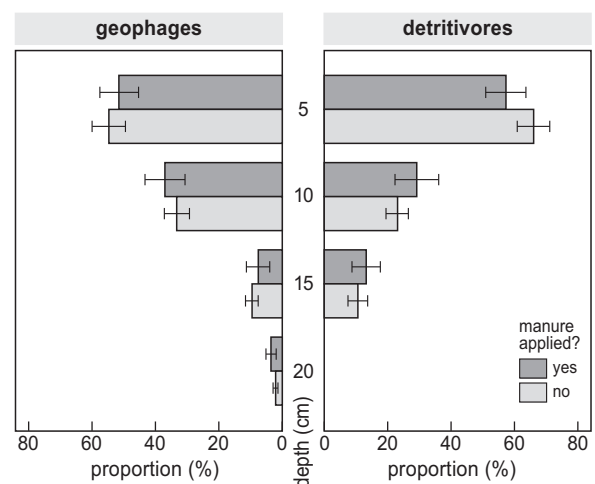 geophages
detritivores
5
10
15
20
depth (cm)
manure
applied?
yes
no
80 60 40 20 0
0 20 40 60 80
proportion (%)
proportion (%)